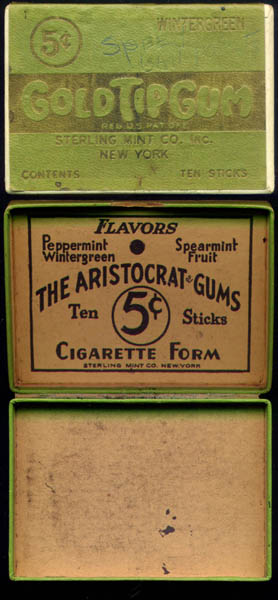 5¢
WINTERGREEN
GOLD TIP GUM
REG. U.S. PAT. OFF.
STERLING MINT CO. INC.
NEW YORK
CONTENTS TEN STICKS
FLAVORS
Peppermint Spearmint
Wintergreen Fruit
THE ARISTOCRAT OF GUMS
Ten 5¢ Sticks
CIGARETTE FORM
STERLING MINT CO. NEW YORK